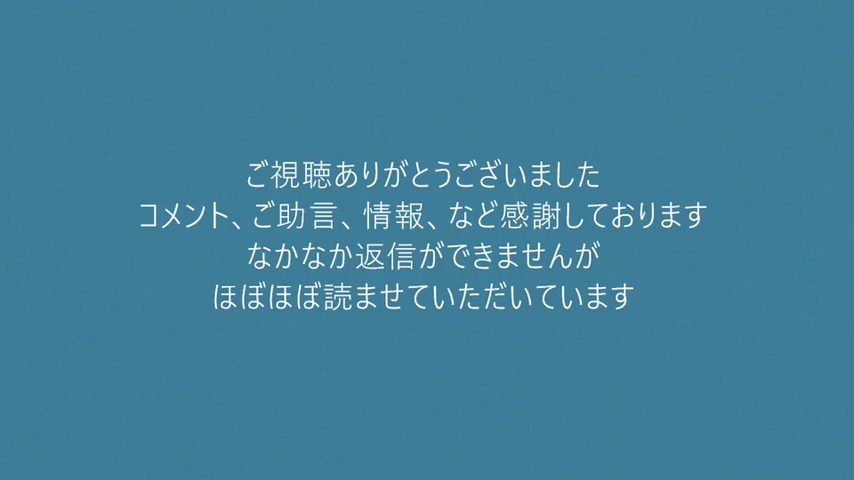 ご視聴ありがとうございました
コメント、ご助言、情報、など感謝しております
なかなか返信ができませんが
ほぼほぼ読ませていただいています